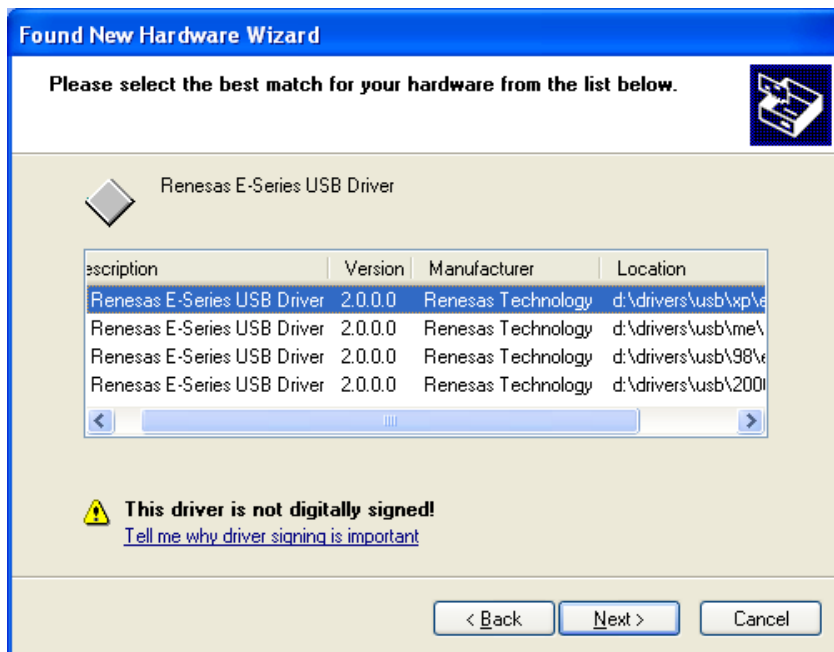 Found New Hardware Wizard
Please select the best match for your hardware from the list below.
Renesas E-Series USB Driver
escription Version Manufacturer Location
Renesas E-Series USB Driver 2.0.0.0 Renesas Technology d:\drivers\usb\xp\e
Renesas E-Series USB Driver 2.0.0.0 Renesas Technology d:\drivers\usb\me\
Renesas E-Series USB Driver 2.0.0.0 Renesas Technology d:\drivers\usb\98\e
Renesas E-Series USB Driver 2.0.0.0 Renesas Technology d:\drivers\usb\200
This driver is not digitally signed!
Tell me why driver signing is important
< Back Next > Cancel